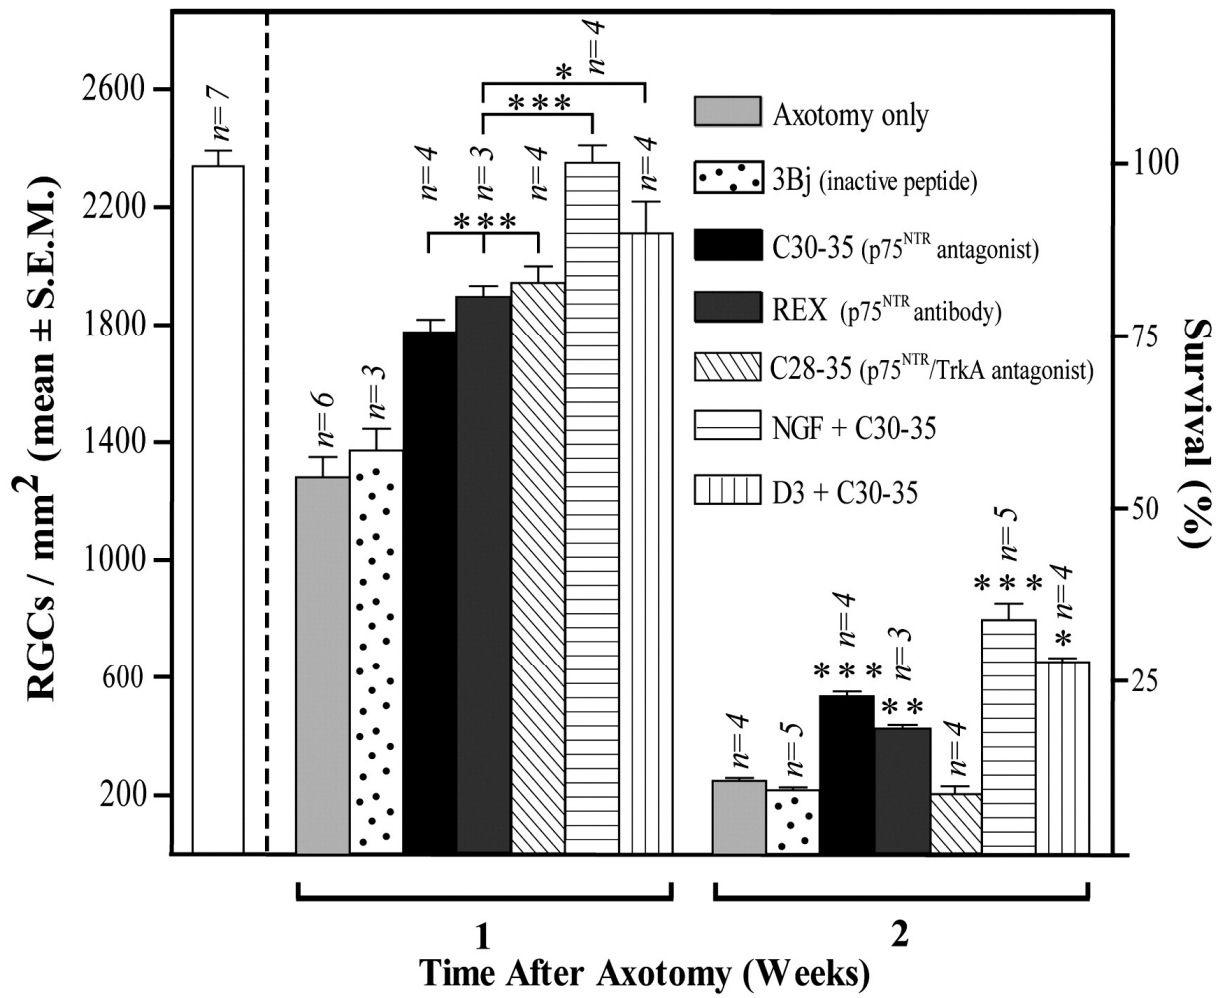 RGCs / mm² (mean ± S.E.M.)
2600
2200
1800
1400
1000
600
200
n=7
n=6
n=3
n=4
n=3
n=4
n=4
n=4
***
***
*
Axotomy only
3Bj (inactive peptide)
C30-35 (p75NTR antagonist)
REX (p75NTR antibody)
C28-35 (p75NTR/TrkA antagonist)
NGF + C30-35
D3 + C30-35
n=4
n=5
n=4
***
n=3
**
n=4
n=5
***
n=4
*
100
75
50
25
Survival (%)
1
2
Time After Axotomy (Weeks)